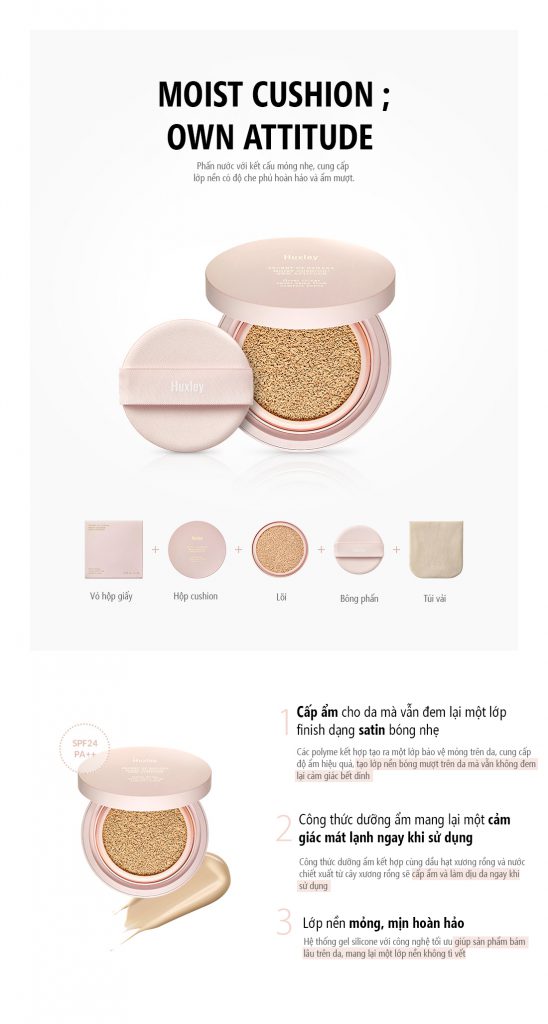 MOIST CUSHION ;
OWN ATTITUDE
Phấn nước với kết cấu mỏng nhẹ, cung cấp
lớp nền có độ che phủ hoàn hảo và ẩm mượt.
Huxley
Huxley
Vỏ hộp giấy
+
Hộp cushion
+
Lõi
+
Bông phấn
+
Túi vải
SPF24
PA++
Huxley
1 Cấp ẩm cho da mà vẫn đem lại một lớp
finish dạng satin bóng nhẹ
Các polyme kết hợp tạo ra một lớp bảo vệ mỏng trên da, cung cấp
độ ẩm hiệu quả, tạo lớp nền bóng mượt trên da mà vẫn không đem
lại cảm giác bết dính
2 Công thức dưỡng ẩm mang lại một cảm
giác mát lạnh ngay khi sử dụng
Công thức dưỡng ẩm kết hợp cùng dầu hạt xương rồng và nước
chiết xuất từ cây xương rồng sẽ cấp ẩm và làm dịu da ngay khi
sử dụng
3 Lớp nền mỏng, mịn hoàn hảo
Hệ thống gel silicone với công nghệ tối ưu giúp sản phẩm bám
lâu trên da, mang lại một lớp nền không tì vết